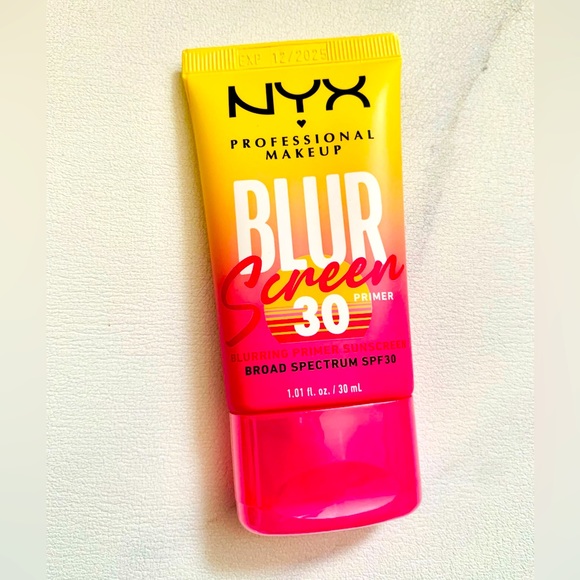 EXP 12/2025
NYX
PROFESSIONAL
MAKEUP
BLUR
Screen
30 PRIMER
BLURRING PRIMER SUNSCREEN
BROAD SPECTRUM SPF30
1.01 fl. oz. / 30 mL